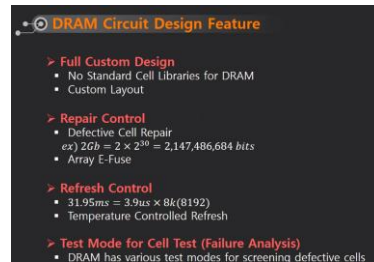 DRAM Circuit Design Feature
➢ Full Custom Design
▪ No Standard Cell Libraries for DRAM
▪ Custom Layout
➢ Repair Control
▪ Defective Cell Repair
ex) 2Gb = 2 × 2^30 = 2,147,486,684 bits
▪ Array E-Fuse
➢ Refresh Control
▪ 31.95ms = 3.9us × 8k(8192)
▪ Temperature Controlled Refresh
➢ Test Mode for Cell Test (Failure Analysis)
▪ DRAM has various test modes for screening defective cells